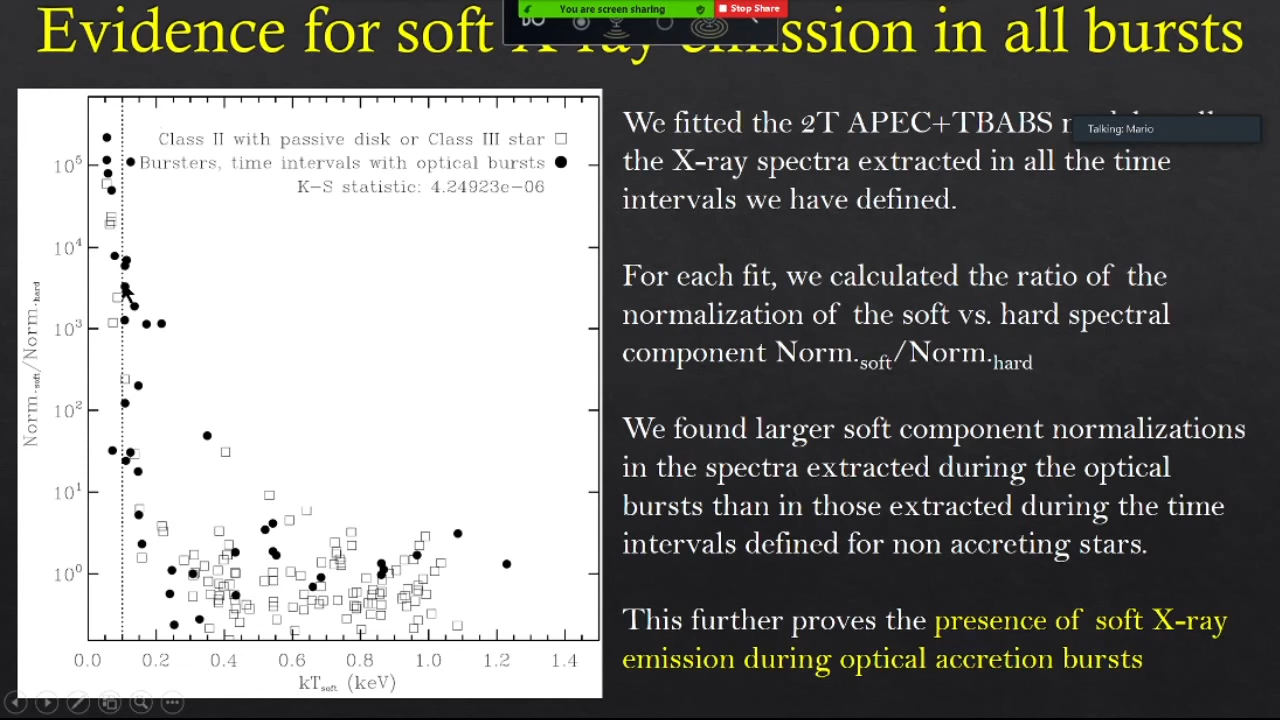 You are screen sharing
Stop Share
Evidence for soft X-ray emission in all bursts
Talking: Mario
Class II with passive disk or Class III star
Bursters, time intervals with optical bursts
K-S statistic: 4.24923e-06
10⁵
10⁴
10³
10²
10¹
10⁰
Norm.soft/Norm.hard
0.0 0.2 0.4 0.6 0.8 1.0 1.2 1.4
kTsoft (keV)
We fitted the 2T APEC+TBABS
the X-ray spectra extracted in all the time
intervals we have defined.
For each fit, we calculated the ratio of the
normalization of the soft vs. hard spectral
component Norm.soft/Norm.hard
We found larger soft component normalizations
in the spectra extracted during the optical
bursts than in those extracted during the time
intervals defined for non accreting stars.
This further proves the presence of soft X-ray
emission during optical accretion bursts